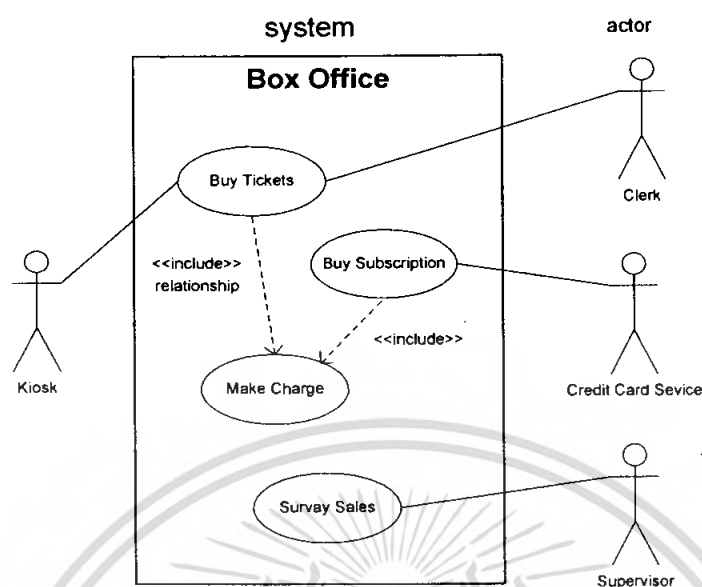 system
actor
Box Office
Buy Tickets
Clerk
<<include>>
relationship
Buy Subscription
<<include>>
Kiosk
Make Charge
Credit Card Sevice
Survay Sales
Supervisor